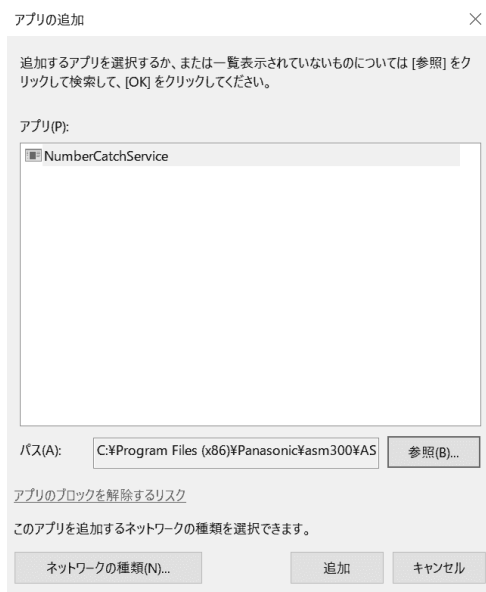 アプリの追加
追加するアプリを選択するか、または一覧表示されていないものについては [参照] をク
リックして検索して、[OK] をクリックしてください。
アプリ(P):
NumberCatchService
パス(A):
C:¥Program Files (x86)¥Panasonic¥asm300¥AS
参照(B)...
アプリのブロックを解除するリスク
このアプリを追加するネットワークの種類を選択できます。
ネットワークの種類(N)...
追加
キャンセル